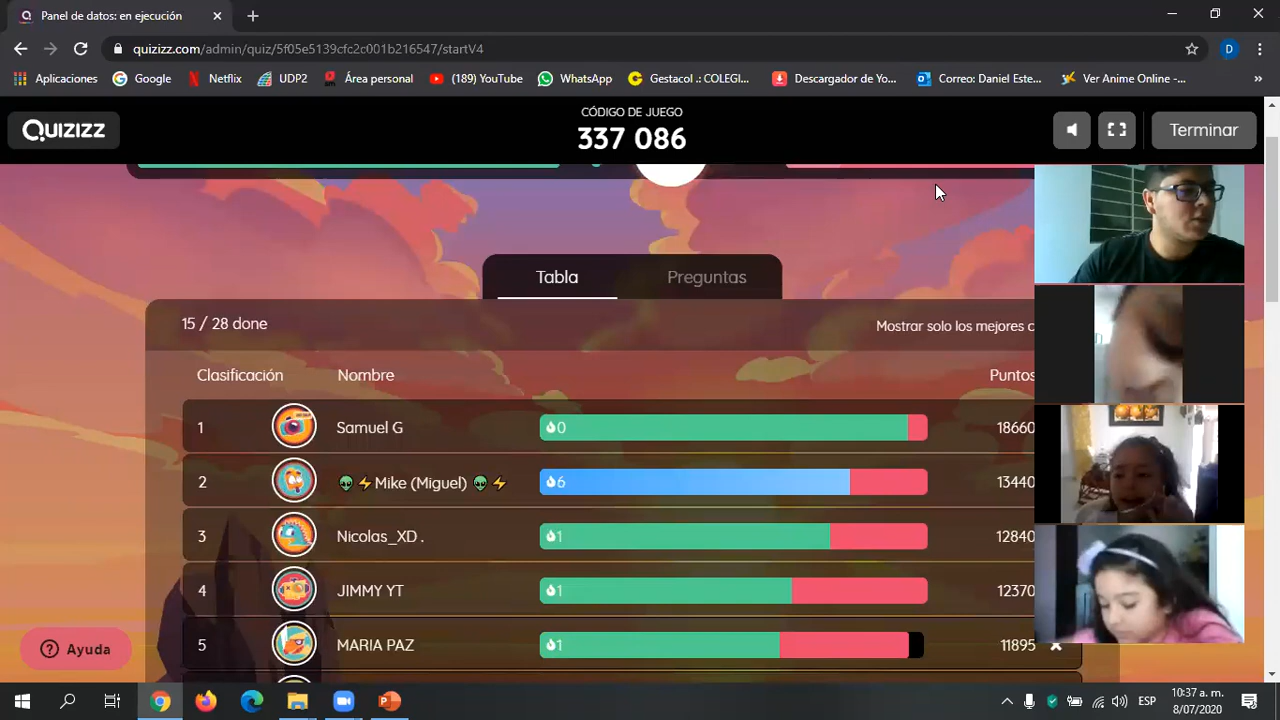 Panel de datos: en ejecución
quizizz.com/admin/quiz/5f05e5139cfc2c001b216547/startV4
D
Aplicaciones Google Netflix UDP2 Área personal (189) YouTube WhatsApp Gestacol .: COLEGI... Descargador de Yo... Correo: Daniel Este... Ver Anime Online -... »
Quizizz
CÓDIGO DE JUEGO
337 086
Terminar
Tabla Preguntas
15 / 28 done
Mostrar solo los mejores c
Clasificación Nombre Puntos
1 Samuel G 0 18660
2 👽⚡Mike (Miguel) 👽⚡ 6 13440
3 Nicolas_XD . 1 12840
4 JIMMY YT 1 12370
5 MARIA PAZ 1 11895
Ayuda
ESP
10:37 a. m.
8/07/2020